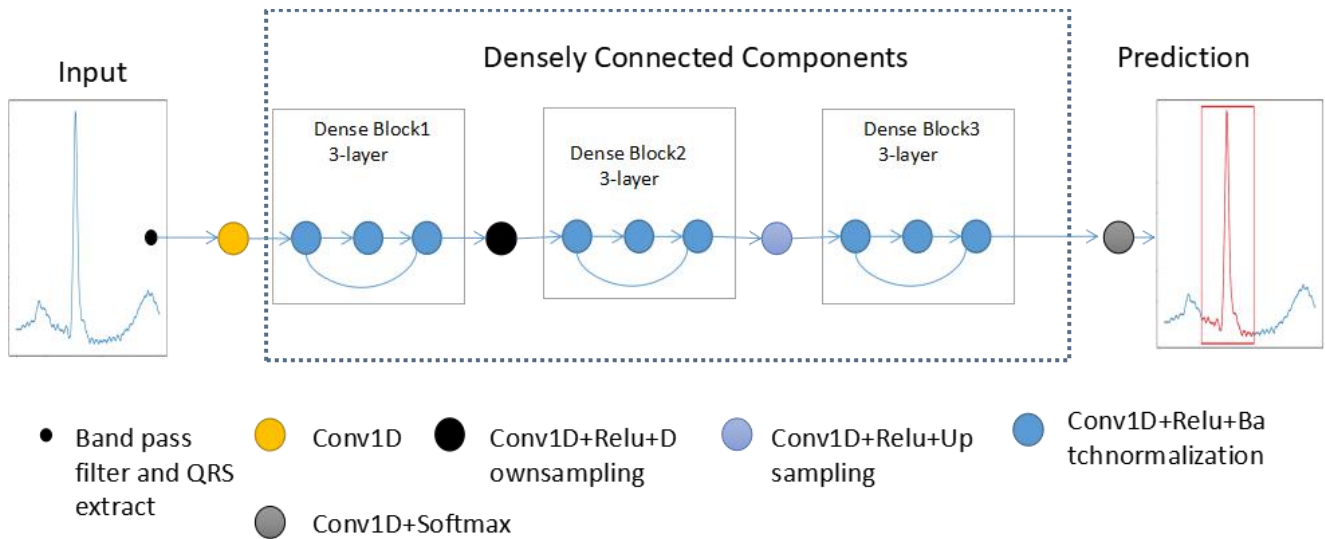 Input
Densely Connected Components
Prediction
Dense Block1
3-layer
Dense Block2
3-layer
Dense Block3
3-layer
Band pass
filter and QRS
extract
Conv1D
Conv1D+Relu+D
ownsampling
Conv1D+Relu+Up
sampling
Conv1D+Relu+Ba
tchnormalization
Conv1D+Softmax